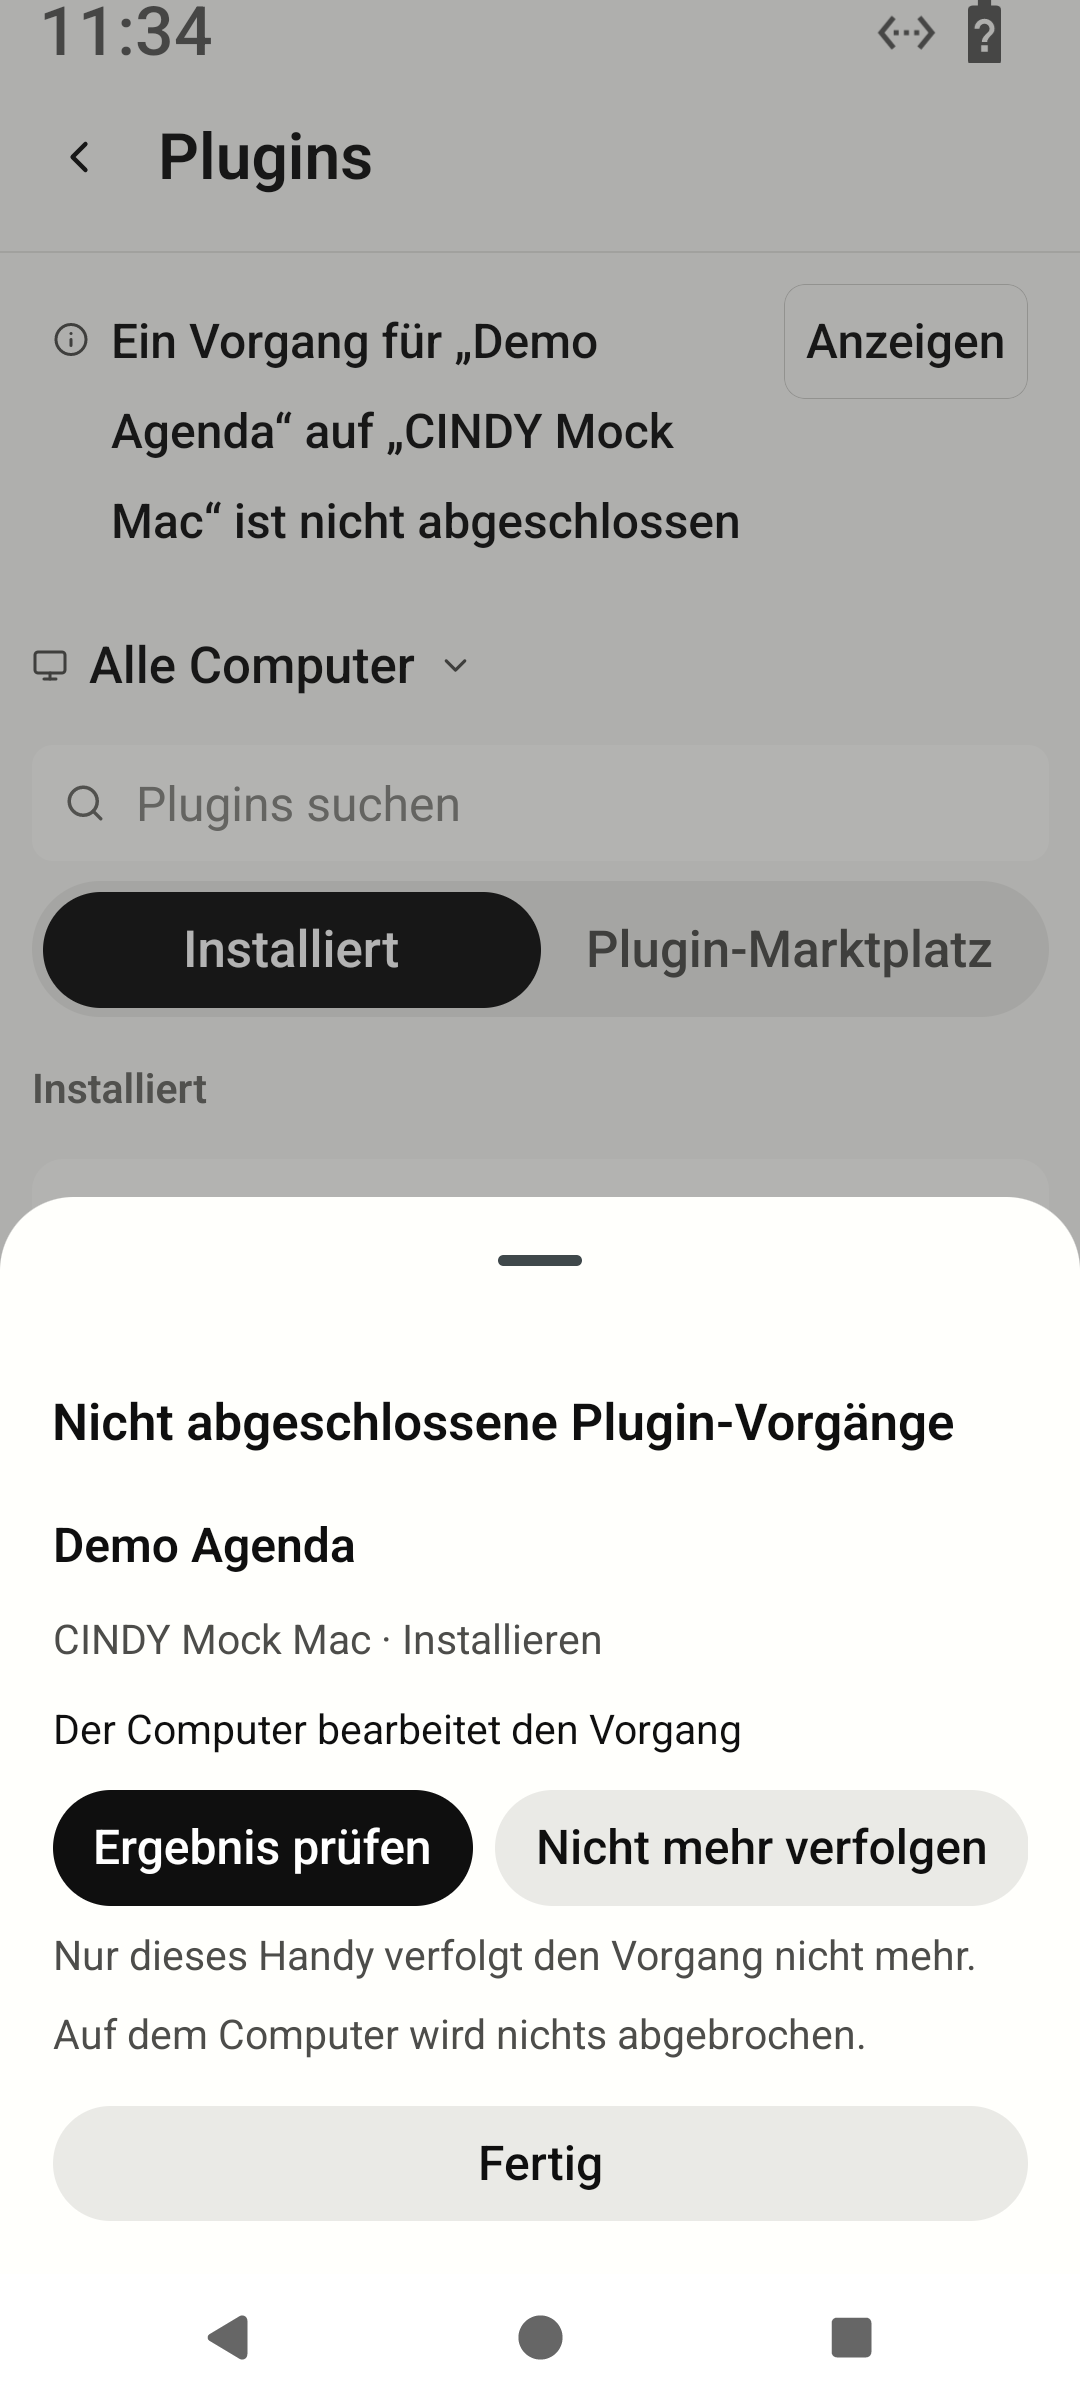 11:34
Plugins
Ein Vorgang für „Demo
Agenda“ auf „CINDY Mock
Mac“ ist nicht abgeschlossen
Anzeigen
Alle Computer
Plugins suchen
Installiert
Plugin-Marktplatz
Installiert
Nicht abgeschlossene Plugin-Vorgänge
Demo Agenda
CINDY Mock Mac · Installieren
Der Computer bearbeitet den Vorgang
Ergebnis prüfen
Nicht mehr verfolgen
Nur dieses Handy verfolgt den Vorgang nicht mehr.
Auf dem Computer wird nichts abgebrochen.
Fertig